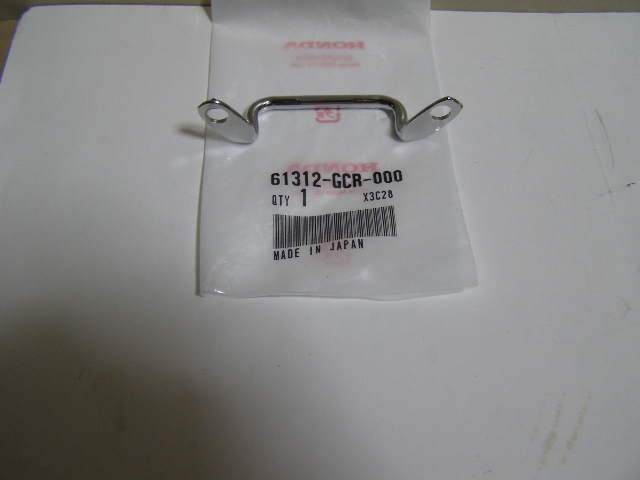 HONDA
HONDA
61312-GCR-000
QTY 1 X3C28
MADE IN JAPAN